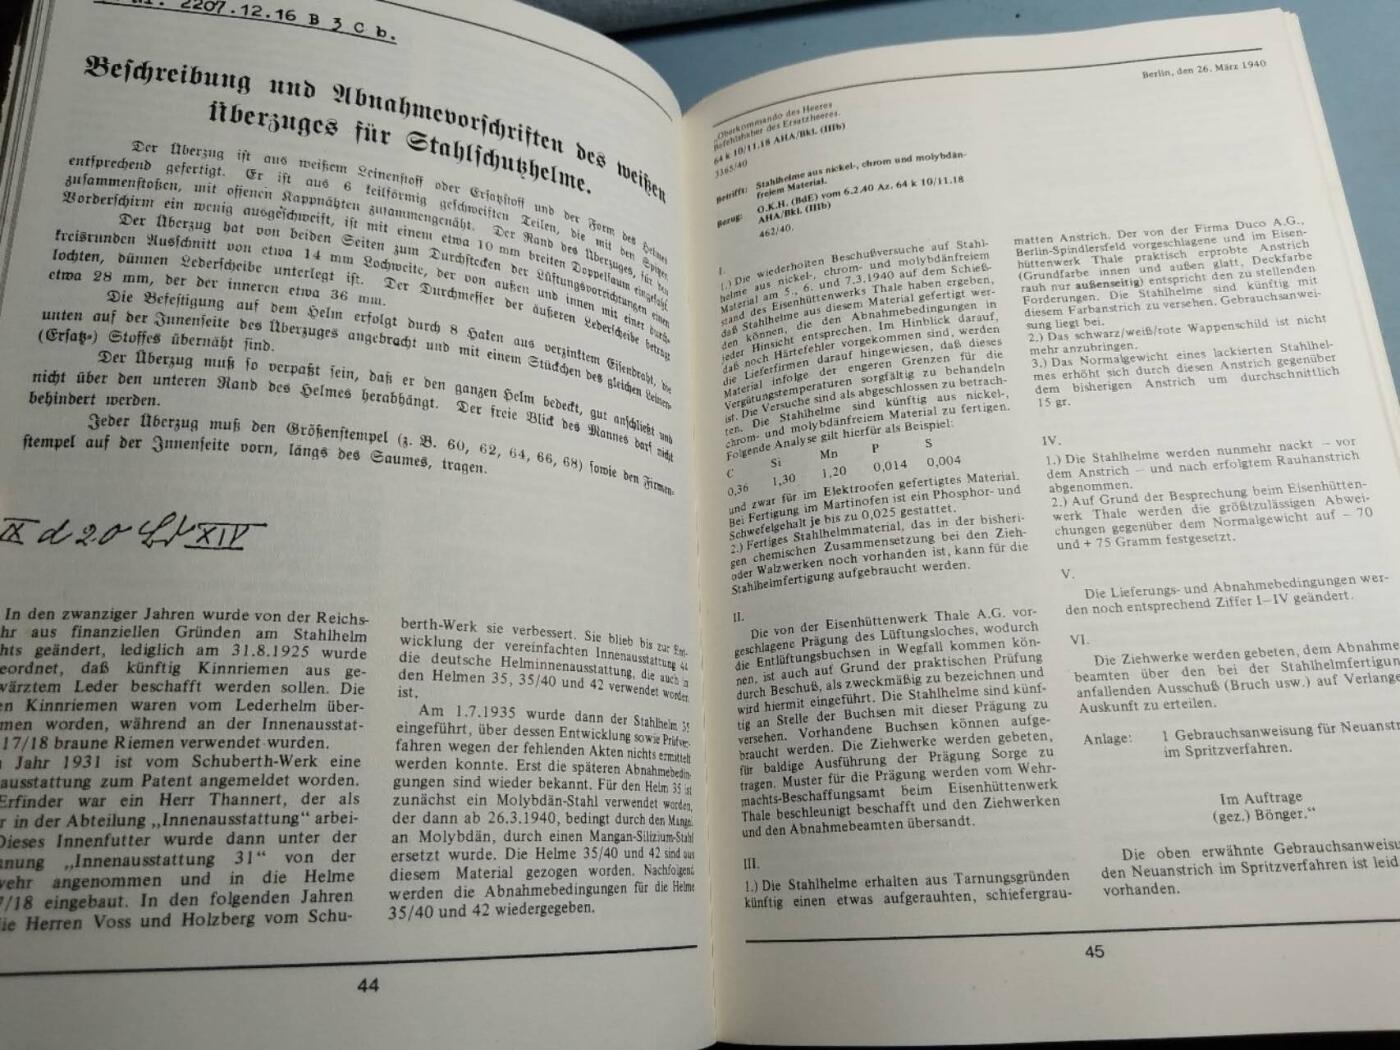 2207.12.16 B 3 C b.
Beschreibung und Abnahmevorschriften des weißen
Überzuges für Stahlschutzhelme.
Der Überzug ist aus weißem Leinenstoff oder Ersatzstoff und der Form des Helmes
entsprechend gefertigt. Er ist aus 6 keilförmig geschweiften Teilen, die mit den Spitzen
zusammenstoßen, mit offenen Kappnähten zusammengenäht. Der Rand des Überzuges, für den
Vorderschirm ein wenig ausgeschweift, ist mit einem etwa 10 mm breiten Doppelsaum eingefaßt.
Der Überzug hat von beiden Seiten zum Durchstecken der Lüftungsvorrichtungen einen
kreisrunden Ausschnitt von etwa 14 mm Lochweite, der von außen und innen mit einer durch-
lochten, dünnen Lederscheibe unterlegt ist. Der Durchmesser der äußeren Lederscheibe beträgt
etwa 28 mm, der der inneren etwa 36 mm.
Die Befestigung auf dem Helm erfolgt durch 8 Haken aus verzinktem Eisendraht, die
unten auf der Innenseite des Überzuges angebracht und mit einem Stückchen des gleichen Leinen-
(Ersatz-) Stoffes übernäht sind.
Der Überzug muß so verpaßt sein, daß er den ganzen Helm bedeckt, gut anschließt und
nicht über den unteren Rand des Helmes herabhängt. Der freie Blick des Mannes darf nicht
behindert werden.
Jeder Überzug muß den Größenstempel (z. B. 60, 62, 64, 66, 68) sowie den Firmen-
stempel auf der Innenseite vorn, längs des Saumes, tragen.
IX d 20 XIV
In den zwanziger Jahren wurde von der Reichs-
hr aus finanziellen Gründen am Stahlhelm
hts geändert, lediglich am 31.8.1925 wurde
eordnet, daß künftig Kinnriemen aus ge-
wärztem Leder beschafft werden sollen. Die
en Kinnriemen waren vom Lederhelm über-
men worden, während an der Innenausstat-
17/18 braune Riemen verwendet wurden.
Jahr 1931 ist vom Schuberth-Werk eine
ausstattung zum Patent angemeldet worden.
Erfinder war ein Herr Thannert, der als
r in der Abteilung „Innenausstattung" arbei-
Dieses Innenfutter wurde dann unter der
nnung „Innenausstattung 31" von der
wehr angenommen und in die Helme
7/18 eingebaut. In den folgenden Jahren
ie Herren Voss und Holzberg vom Schu-
berth-Werk sie verbessert. Sie blieb bis zur Ent-
wicklung der vereinfachten Innenausstattung 44
die deutsche Helminnenausstattung, die auch in
den Helmen 35, 35/40 und 42 verwendet worden
ist.
Am 1.7.1935 wurde dann der Stahlhelm 35
eingeführt, über dessen Entwicklung sowie Prüfver-
fahren wegen der fehlenden Akten nichts ermittelt
werden konnte. Erst die späteren Abnahmebedin-
gungen sind wieder bekannt. Für den Helm 35 ist
zunächst ein Molybdän-Stahl verwendet worden,
der dann ab 26.3.1940, bedingt durch den Mangel
an Molybdän, durch einen Mangan-Silizium-Stahl
ersetzt wurde. Die Helme 35/40 und 42 sind aus
diesem Material gezogen worden. Nachfolgend
werden die Abnahmebedingungen für die Helme
35/40 und 42 wiedergegeben.
44
Berlin, den 26. März 1940
„Oberkommando des Heeres
Befehlshaber des Ersatzheeres.
64 k 10/11.18 AHA/Bkl. (IIIb)
3365/40
Betrifft: Stahlhelme aus nickel-, chrom und molybdän-
freiem Material.
Bezug: O.K.H. (BdE) vom 6.2.40 Az. 64 k 10/11.18
AHA/Bkl. (IIIb)
462/40.
I.
1.) Die wiederholten Beschußversuche auf Stahl-
helme aus nickel-, chrom- und molybdänfreiem
Material am 5., 6. und 7.3.1940 auf dem Schieß-
stand des Eisenhüttenwerks Thale haben ergeben,
daß Stahlhelme aus diesem Material gefertigt wer-
den können, die den Abnahmebedingungen in
jeder Hinsicht entsprechen. Im Hinblick darauf,
daß noch Härtefehler vorgekommen sind, werden
die Lieferfirmen darauf hingewiesen, daß dieses
Material infolge der engeren Grenzen für die
Vergütungstemperaturen sorgfältig zu behandeln
ist. Die Versuche sind als abgeschlossen zu betrach-
ten. Die Stahlhelme sind künftig aus nickel-,
chrom- und molybdänfreiem Material zu fertigen.
Folgende Analyse gilt hierfür als Beispiel:
C Si Mn P S
0,36 1,30 1,20 0,014 0,004
und zwar für im Elektroofen gefertigtes Material.
Bei Fertigung im Martinofen ist ein Phosphor- und
Schwefelgehalt je bis zu 0,025 gestattet.
2.) Fertiges Stahlhelmmaterial, das in der bisheri-
gen chemischen Zusammensetzung bei den Zieh-
oder Walzwerken noch vorhanden ist, kann für die
Stahlhelmfertigung aufgebraucht werden.
II.
Die von der Eisenhüttenwerk Thale A.G. vor-
geschlagene Prägung des Lüftungsloches, wodurch
die Entlüftungsbuchsen in Wegfall kommen kön-
nen, ist auch auf Grund der praktischen Prüfung
durch Beschuß, als zweckmäßig zu bezeichnen und
wird hiermit eingeführt. Die Stahlhelme sind künf-
tig an Stelle der Buchsen mit dieser Prägung zu
versehen. Vorhandene Buchsen können aufge-
braucht werden. Die Ziehwerke werden gebeten,
für baldige Ausführung der Prägung Sorge zu
tragen. Muster für die Prägung werden vom Wehr-
machts-Beschaffungsamt beim Eisenhüttenwerk
Thale beschleunigt beschafft und den Ziehwerken
und den Abnahmebeamten übersandt.
III.
1.) Die Stahlhelme erhalten aus Tarnungsgründen
künftig einen etwas aufgerauhten, schiefergrau-
matten Anstrich. Der von der Firma Duco A.G.,
Berlin-Spindlersfeld vorgeschlagene und im Eisen-
hüttenwerk Thale praktisch erprobte Anstrich
(Grundfarbe innen und außen glatt, Deckfarbe
rauh nur außenseitig) entspricht den zu stellenden
Forderungen. Die Stahlhelme sind künftig mit
diesem Farbanstrich zu versehen. Gebrauchsanwei-
sung liegt bei.
2.) Das schwarz/weiß/rote Wappenschild ist nicht
mehr anzubringen.
3.) Das Normalgewicht eines lackierten Stahlhel-
mes erhöht sich durch diesen Anstrich gegenüber
dem bisherigen Anstrich um durchschnittlich
15 gr.
IV.
1.) Die Stahlhelme werden nunmehr nackt – vor
dem Anstrich – und nach erfolgtem Rauhanstrich
abgenommen.
2.) Auf Grund der Besprechung beim Eisenhütten-
werk Thale werden die größtzulässigen Abwei-
chungen gegenüber dem Normalgewicht auf – 70
und + 75 Gramm festgesetzt.
V.
Die Lieferungs- und Abnahmebedingungen wer-
den noch entsprechend Ziffer I–IV geändert.
VI.
Die Ziehwerke werden gebeten, dem Abnahme
beamten über den bei der Stahlhelmfertigun
anfallenden Ausschuß (Bruch usw.) auf Verlange
Auskunft zu erteilen.
Anlage: 1 Gebrauchsanweisung für Neuanstr
im Spritzverfahren.
Im Auftrage
(gez.) Bönger."
Die oben erwähnte Gebrauchsanweisu
den Neuanstrich im Spritzverfahren ist leid
vorhanden.
45